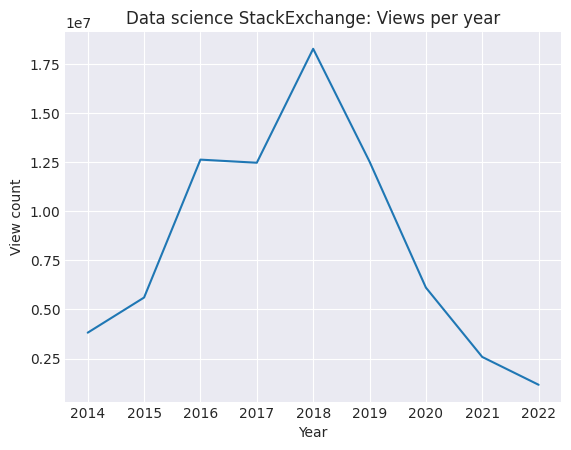 Data science StackExchange: Views per year
1e7
1.75
1.50
1.25
1.00
0.75
0.50
0.25
View count
2014 2015 2016 2017 2018 2019 2020 2021 2022
Year